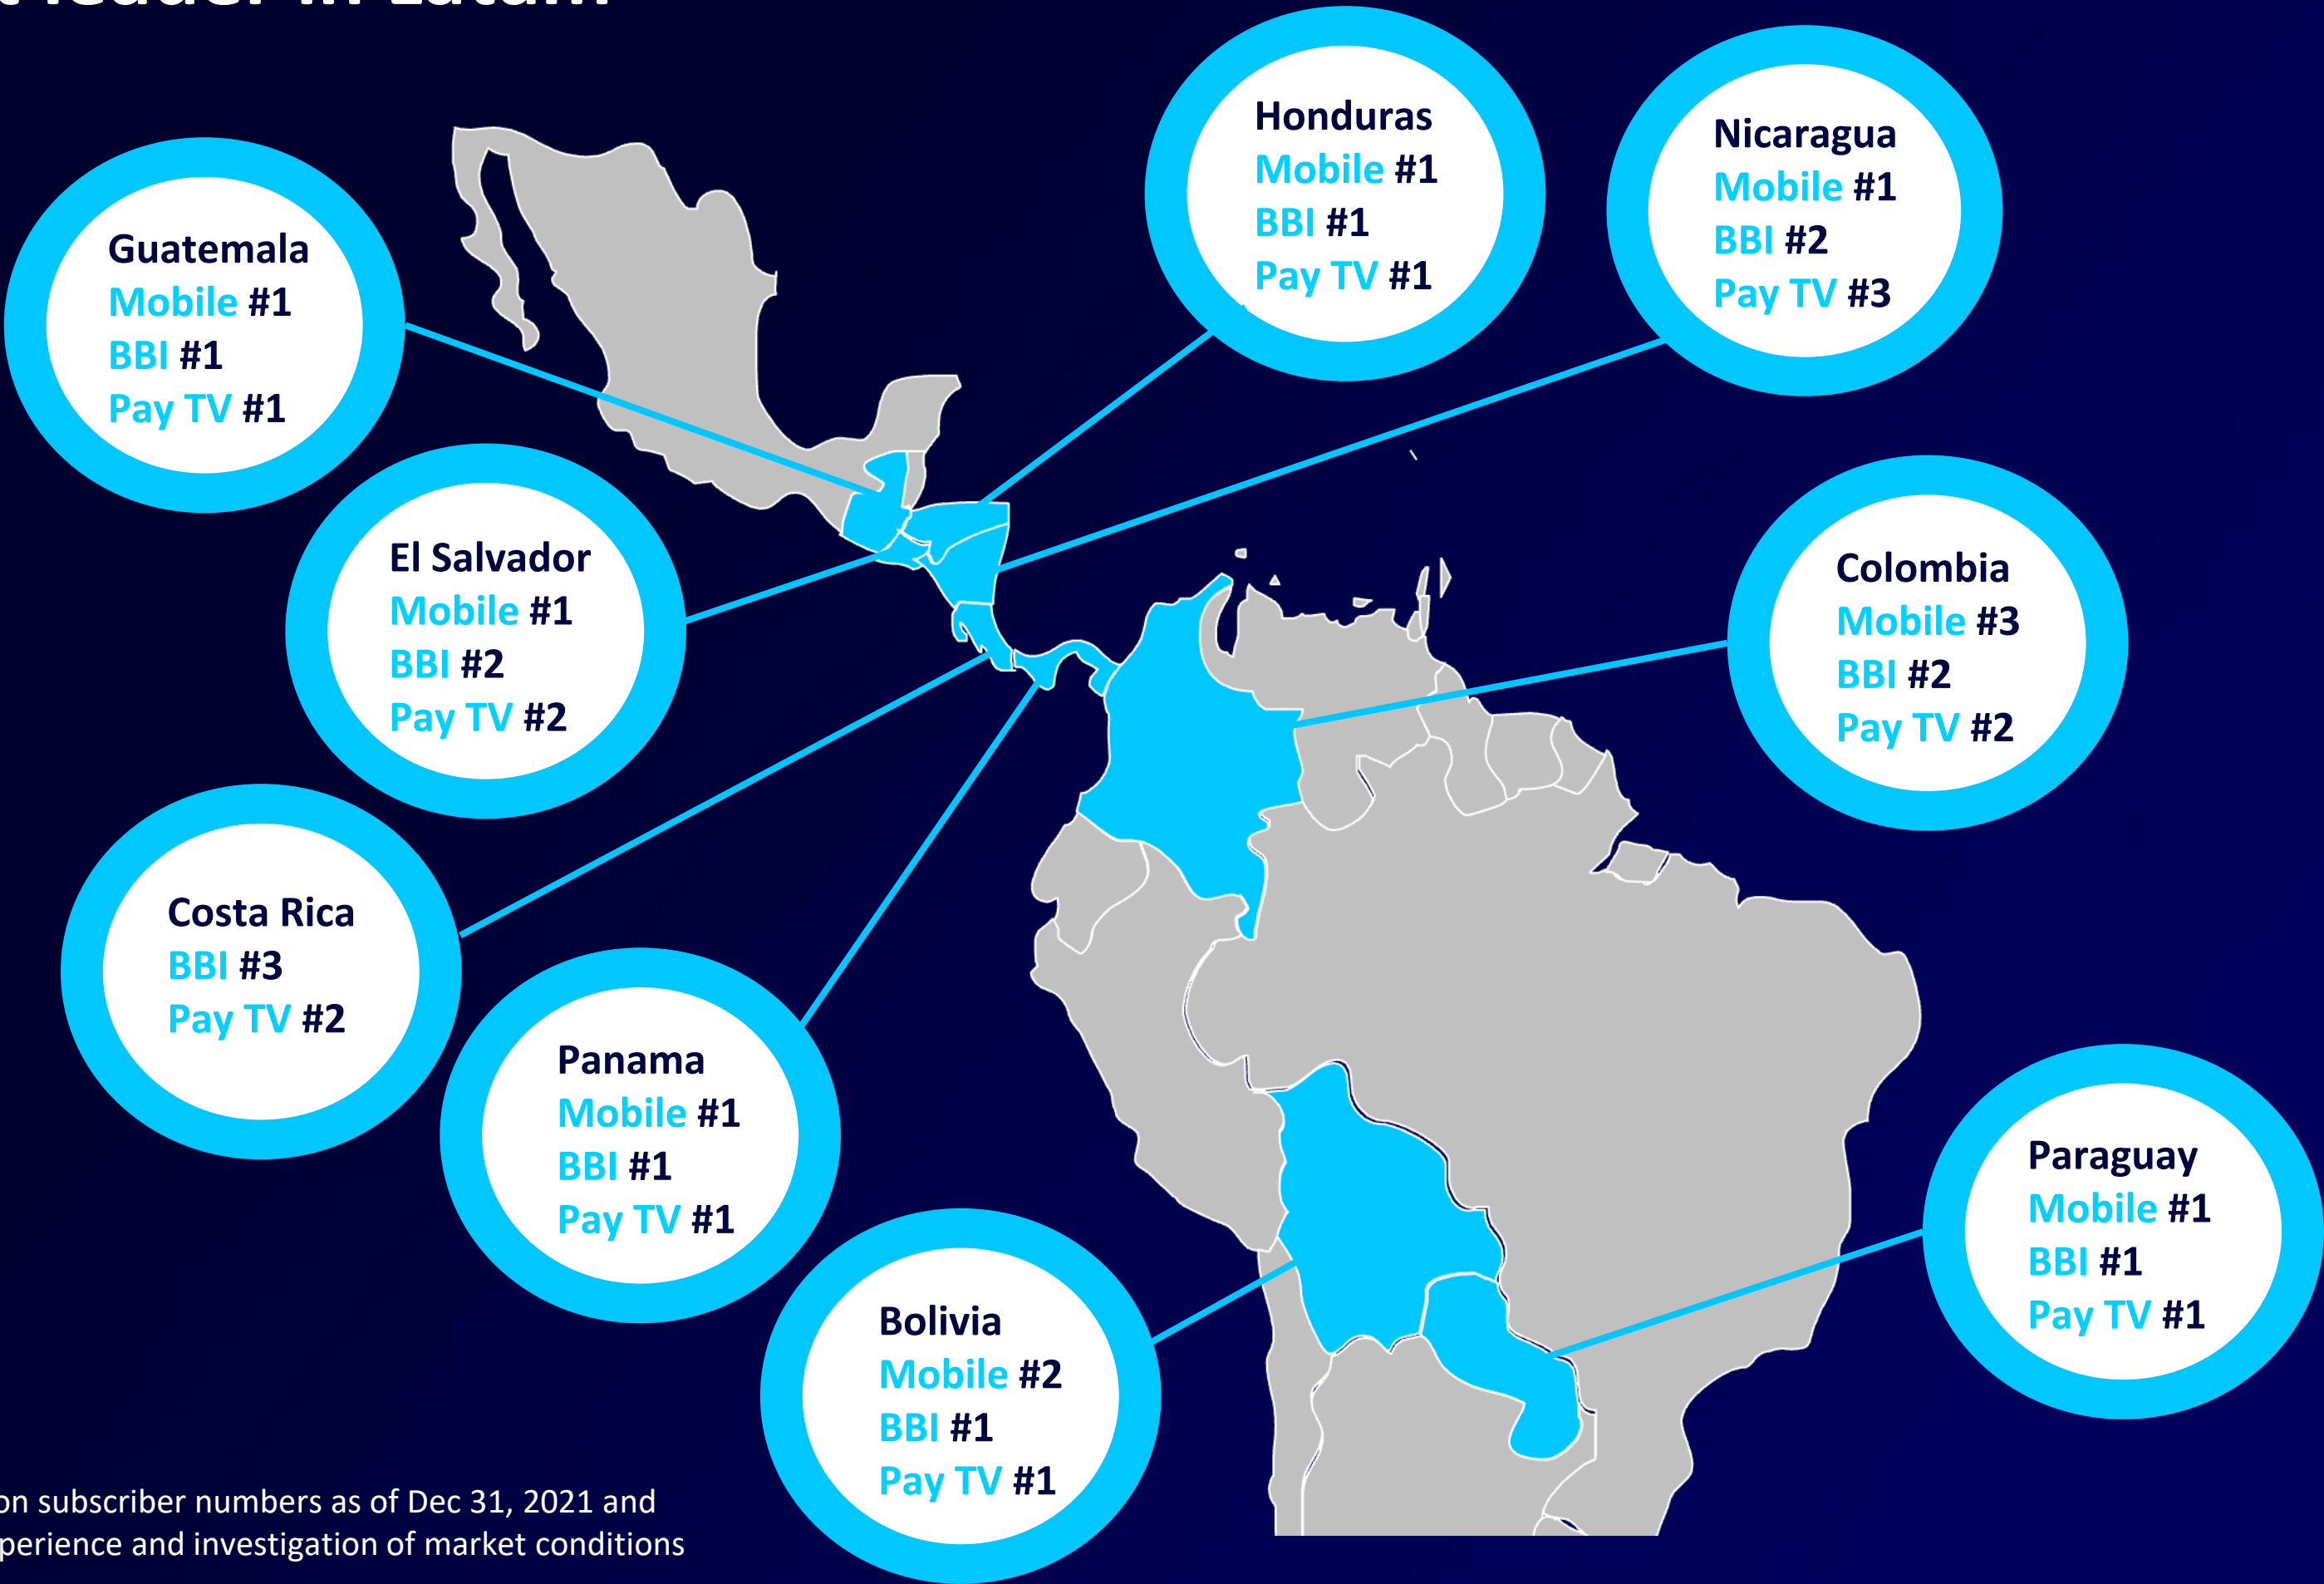 leader in Latam
Guatemala
Mobile #1
BBI #1
Pay TV #1
Honduras
Mobile #1
BBI #1
Pay TV #1
Nicaragua
Mobile #1
BBI #2
Pay TV #3
El Salvador
Mobile #1
BBI #2
Pay TV #2
Colombia
Mobile #3
BBI #2
Pay TV #2
Costa Rica
BBI #3
Pay TV #2
Panama
Mobile #1
BBI #1
Pay TV #1
Bolivia
Mobile #2
BBI #1
Pay TV #1
Paraguay
Mobile #1
BBI #1
Pay TV #1
on subscriber numbers as of Dec 31, 2021 and
perience and investigation of market conditions